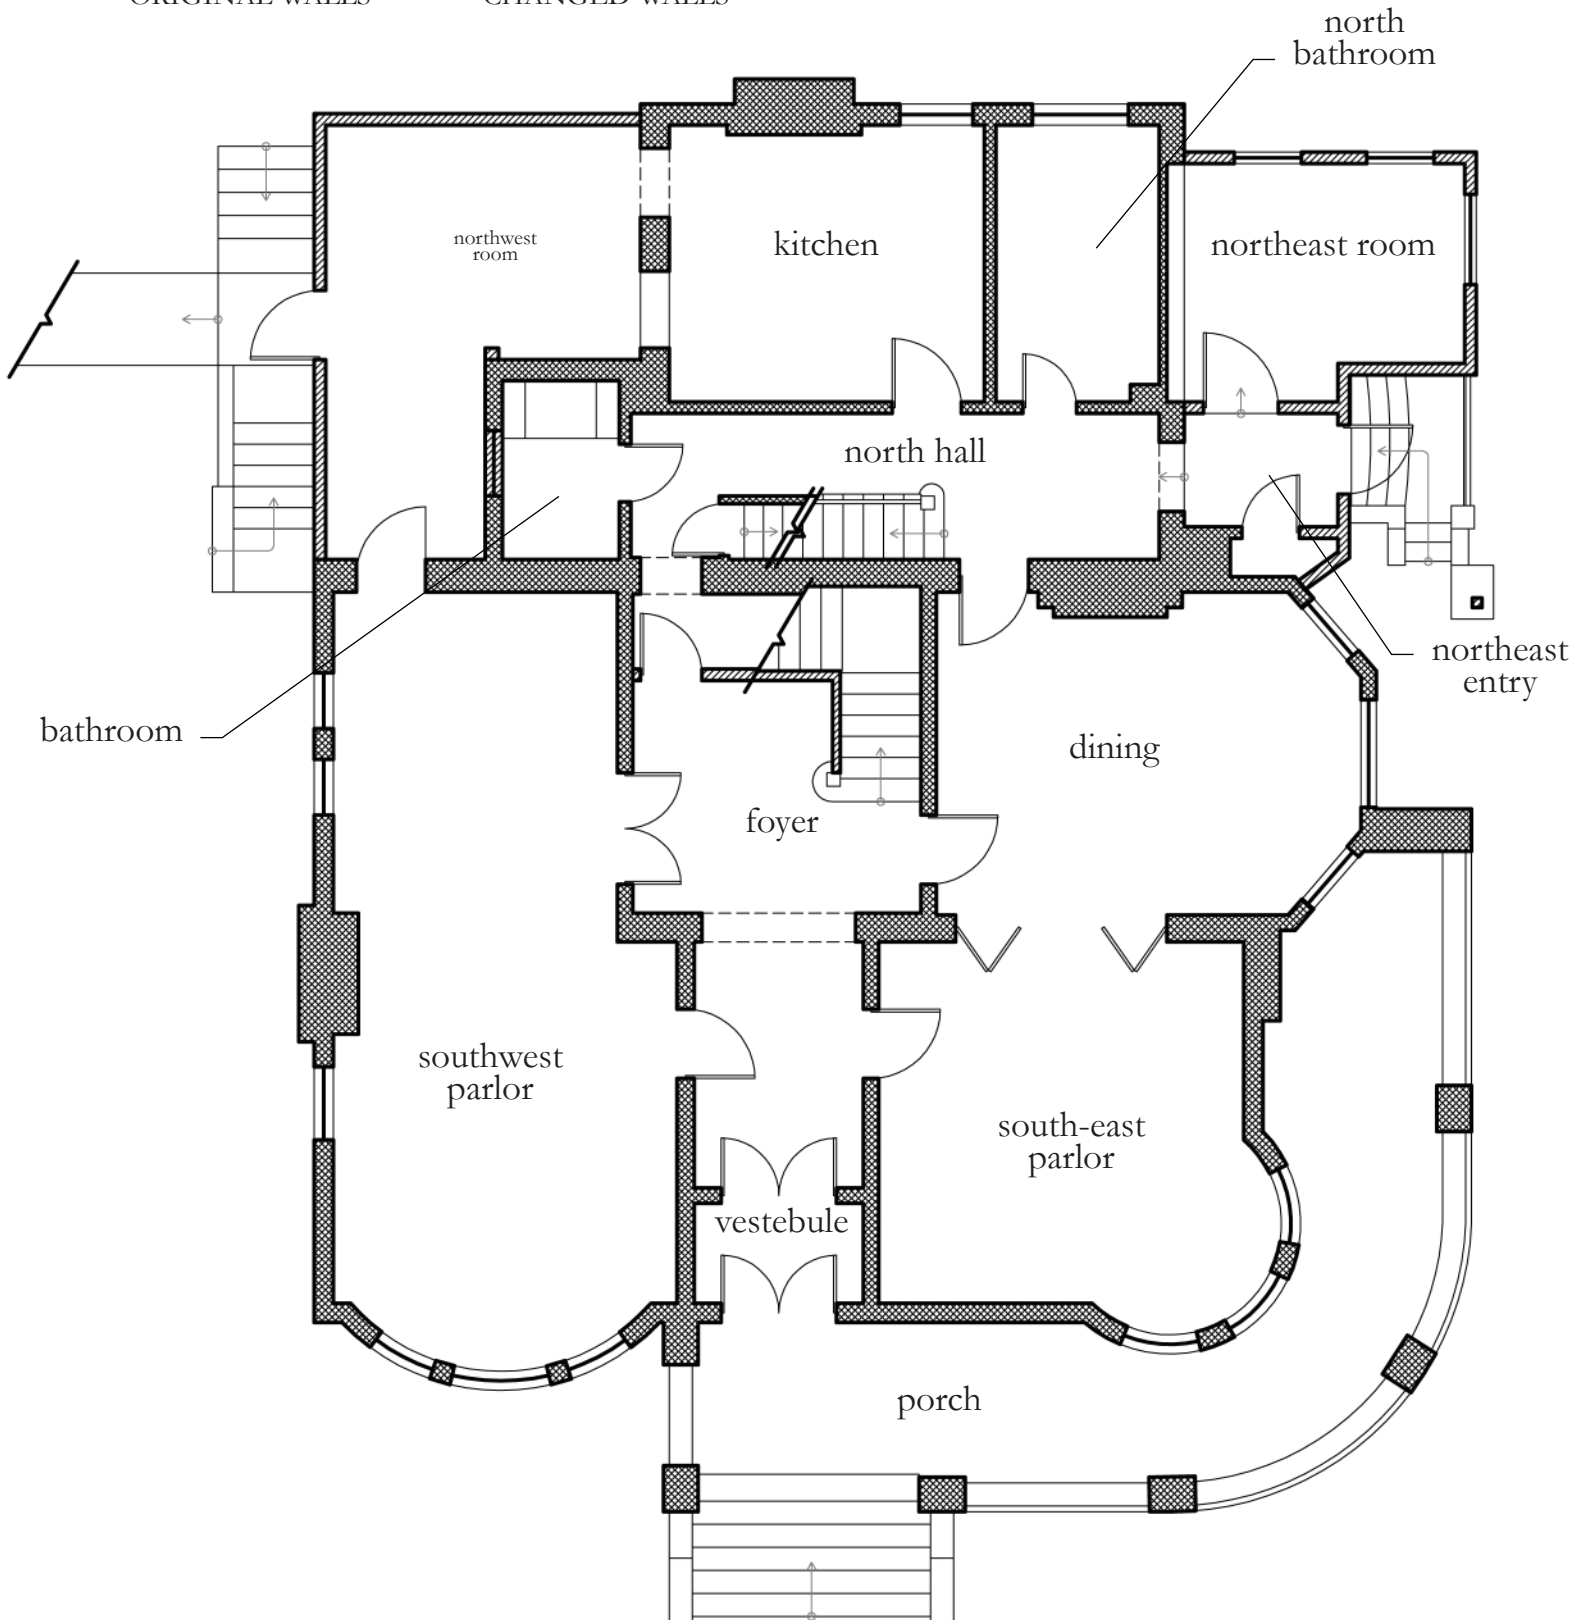 ORIGINAL WALLS
CHANGED WALLS
north
bathroom
northwest
room
kitchen
northeast room
north hall
northeast
entry
bathroom
dining
foyer
southwest
parlor
south-east
parlor
vestebule
porch